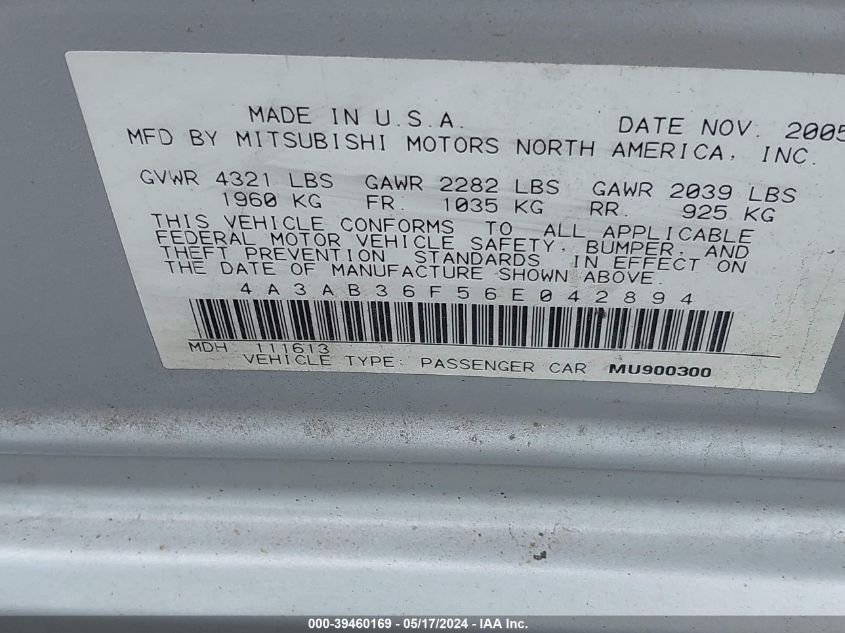 MADE IN U.S.A. DATE NOV. 2005
MFD BY MITSUBISHI MOTORS NORTH AMERICA, INC.
GVWR 4321 LBS GAWR 2282 LBS GAWR 2039 LBS
1960 KG FR. 1035 KG RR. 925 KG
THIS VEHICLE CONFORMS TO ALL APPLICABLE
FEDERAL MOTOR VEHICLE SAFETY, BUMPER, AND
THEFT PREVENTION STANDARDS IN EFFECT ON
THE DATE OF MANUFACTURE SHOWN ABOVE.
4A3AB36F56E042894
MDH 111613
VEHICLE TYPE: PASSENGER CAR MU900300
000-39460169 - 05/17/2024 - IAA Inc.